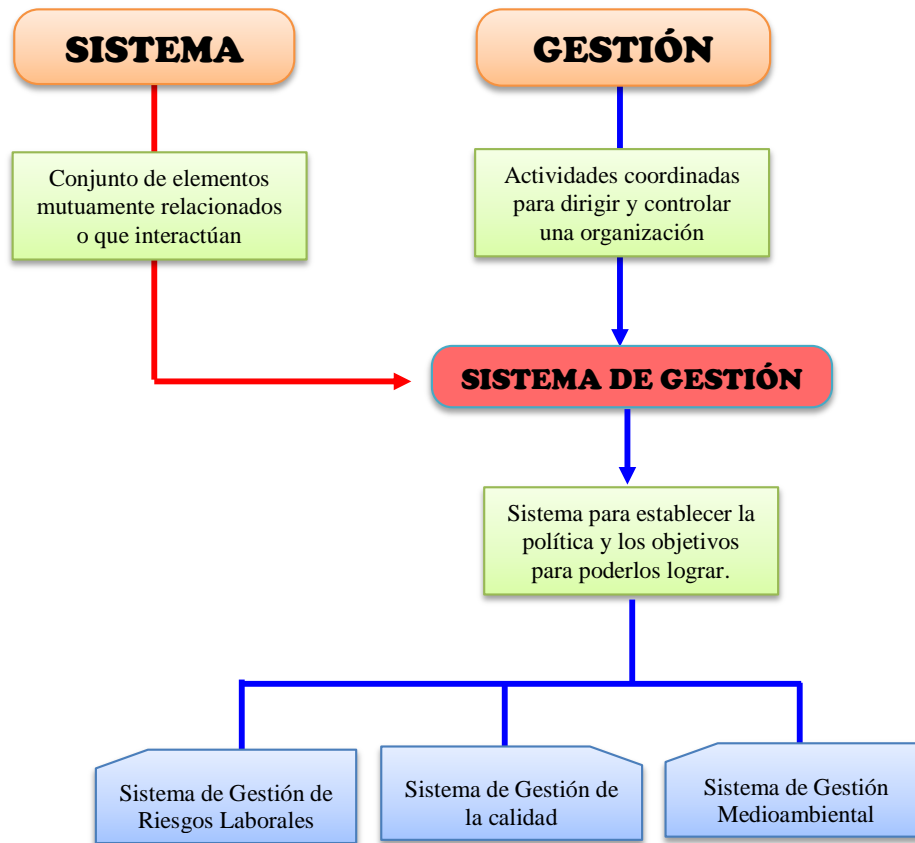 SISTEMA
GESTIÓN
Conjunto de elementos
mutuamente relacionados
o que interactúan
Actividades coordinadas
para dirigir y controlar
una organización
SISTEMA DE GESTIÓN
Sistema para establecer la
política y los objetivos
para poderlos lograr.
Sistema de Gestión de
Riesgos Laborales
Sistema de Gestión de
la calidad
Sistema de Gestión
Medioambiental